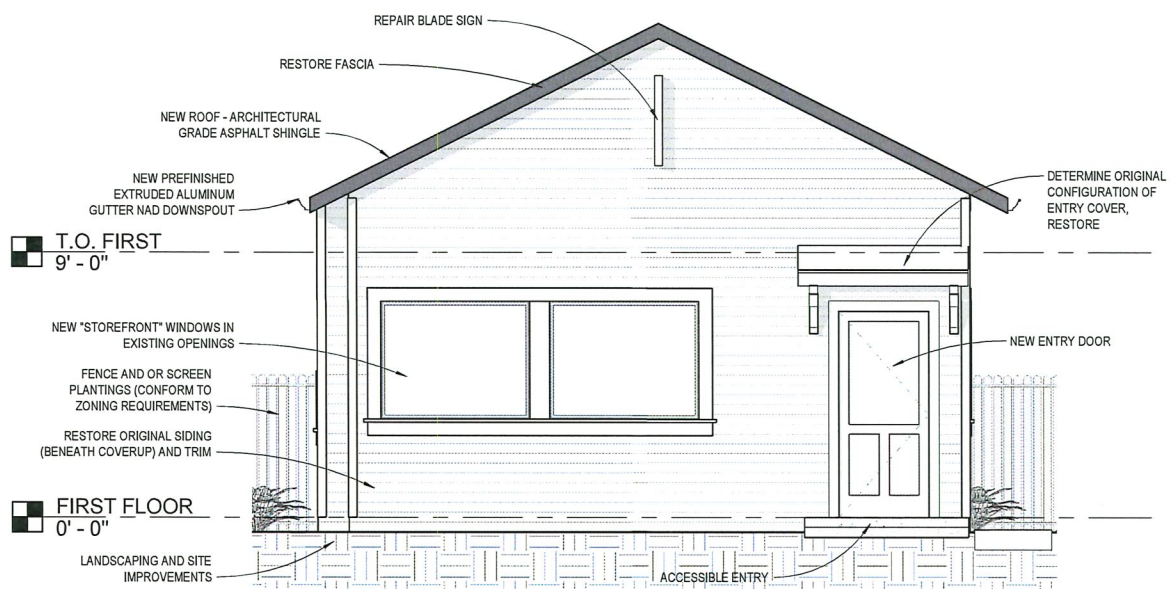 REPAIR BLADE SIGN
RESTORE FASCIA
NEW ROOF - ARCHITECTURAL
GRADE ASPHALT SHINGLE
NEW PREFINISHED
EXTRUDED ALUMINUM
GUTTER NAD DOWNSPOUT
DETERMINE ORIGINAL
CONFIGURATION OF
ENTRY COVER,
RESTORE
T.O. FIRST
9' - 0"
NEW "STOREFRONT" WINDOWS IN
EXISTING OPENINGS
NEW ENTRY DOOR
FENCE AND OR SCREEN
PLANTINGS (CONFORM TO
ZONING REQUIREMENTS)
RESTORE ORIGINAL SIDING
(BENEATH COVERUP) AND TRIM
FIRST FLOOR
0' - 0"
LANDSCAPING AND SITE
IMPROVEMENTS
ACCESSIBLE ENTRY